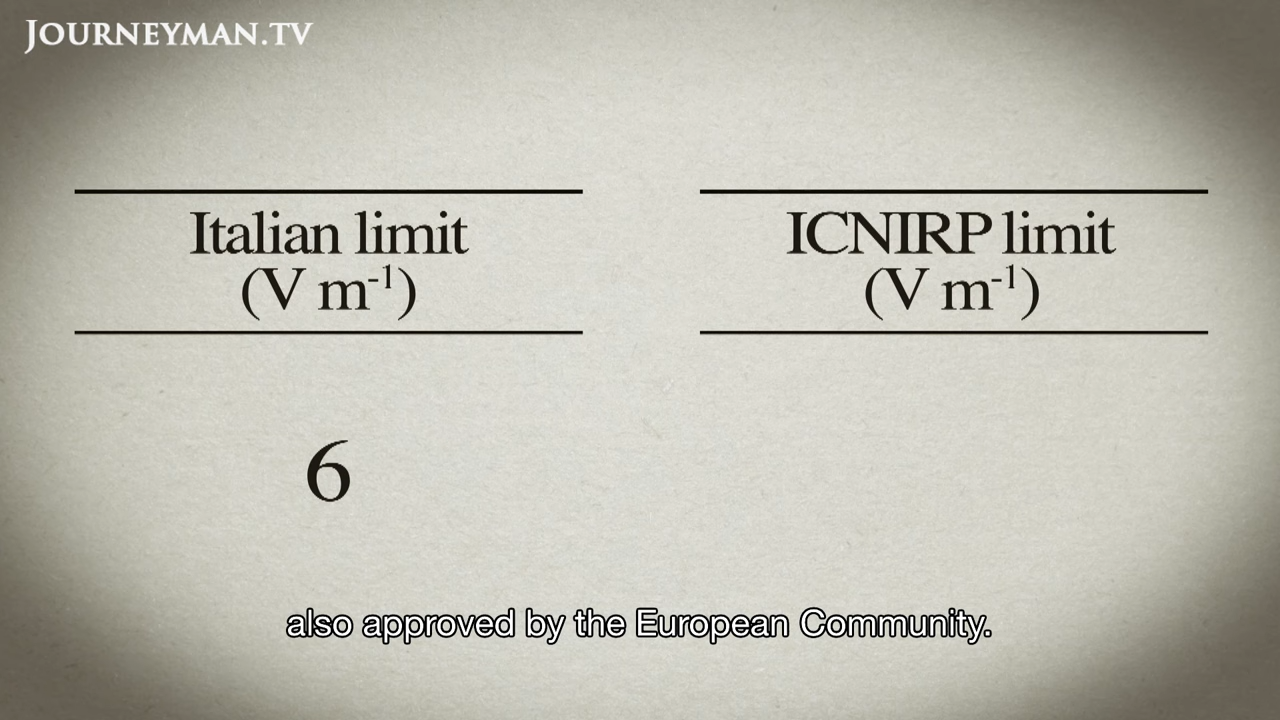 JOURNEYMAN.TV
Italian limit
(V m⁻¹)
6
ICNIRP limit
(V m⁻¹)
also approved by the European Community.